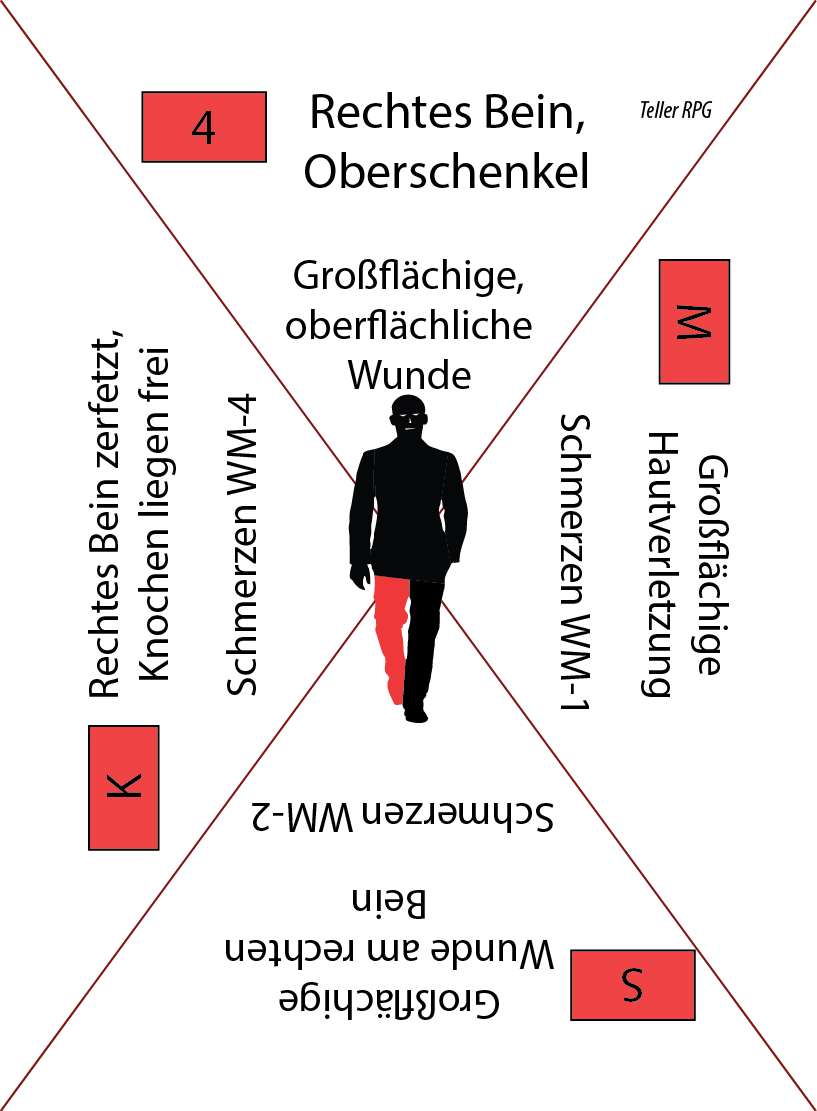 4
Rechtes Bein,
Oberschenkel
Teller RPG
Großflächige,
oberflächliche
Wunde
M
Großflächige
Hautverletzung
Schmerzen WM-1
S
Großflächige
Wunde am rechten
Bein
Schmerzen WM-2
K
Rechtes Bein zerfetzt,
Knochen liegen frei
Schmerzen WM-4